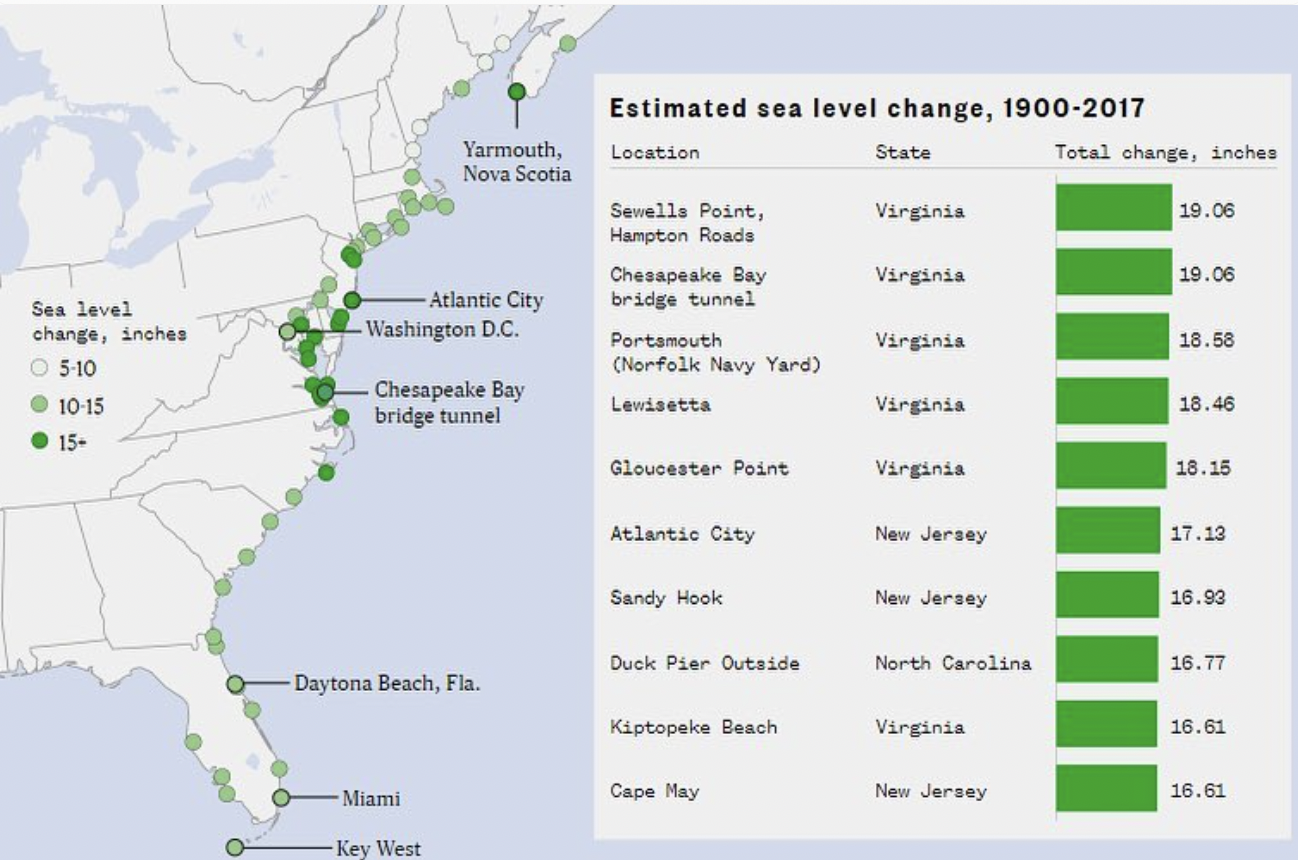 Yarmouth,
Nova Scotia
Atlantic City
Washington D.C.
Chesapeake Bay
bridge tunnel
Sea level
change, inches
5-10
10-15
15+
Daytona Beach, Fla.
Miami
Key West
Estimated sea level change, 1900-2017
Location State Total change, inches
Sewells Point,
Hampton Roads Virginia 19.06
Chesapeake Bay
bridge tunnel Virginia 19.06
Portsmouth
(Norfolk Navy Yard) Virginia 18.58
Lewisetta Virginia 18.46
Gloucester Point Virginia 18.15
Atlantic City New Jersey 17.13
Sandy Hook New Jersey 16.93
Duck Pier Outside North Carolina 16.77
Kiptopeke Beach Virginia 16.61
Cape May New Jersey 16.61